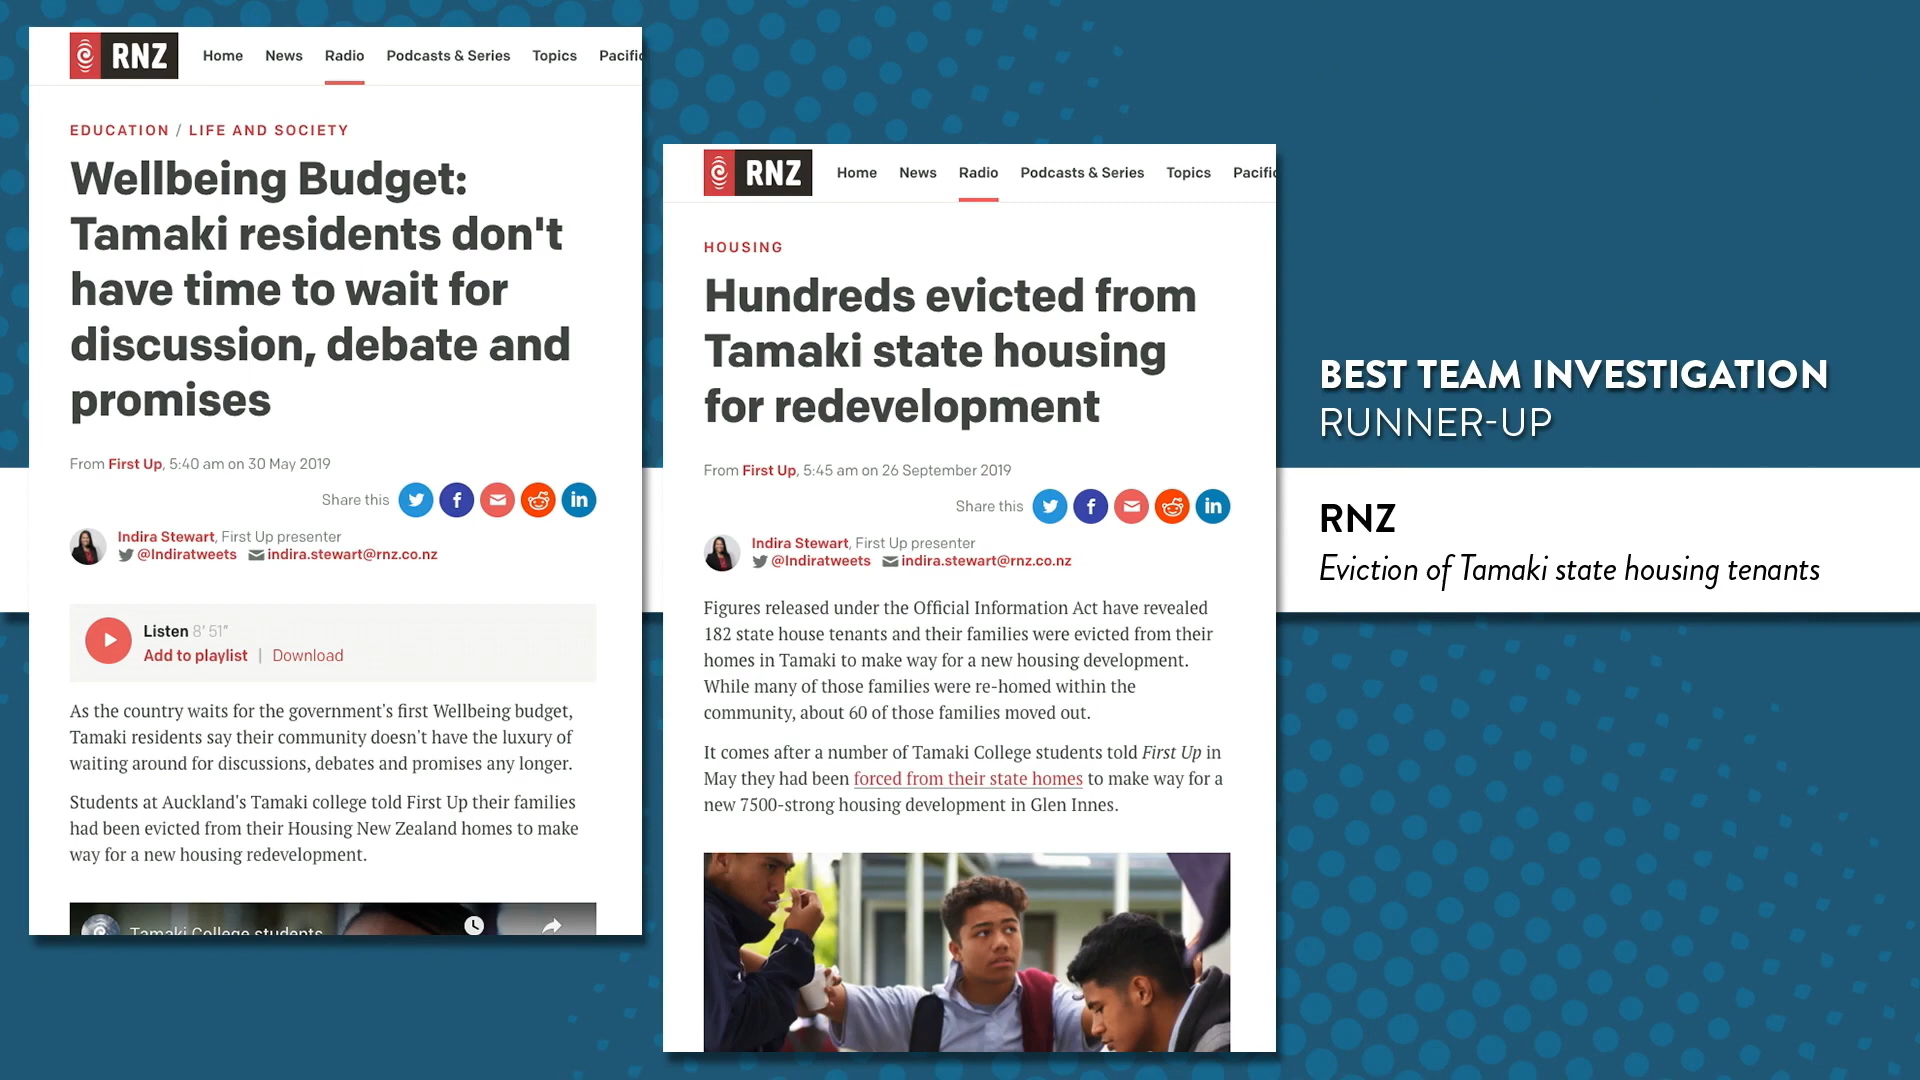 RNZ
Home News Radio Podcasts & Series Topics Pacific
EDUCATION / LIFE AND SOCIETY
Wellbeing Budget:
Tamaki residents don't
have time to wait for
discussion, debate and
promises
From First Up, 5:40 am on 30 May 2019
Share this
Indira Stewart, First Up presenter
@Indiratweets indira.stewart@rnz.co.nz
Listen 8′ 51″
Add to playlist | Download
As the country waits for the government's first Wellbeing budget,
Tamaki residents say their community doesn't have the luxury of
waiting around for discussions, debates and promises any longer.
Students at Auckland's Tamaki college told First Up their families
had been evicted from their Housing New Zealand homes to make
way for a new housing redevelopment.
Tamaki College students
RNZ
Home News Radio Podcasts & Series Topics Pacific
HOUSING
Hundreds evicted from
Tamaki state housing
for redevelopment
From First Up, 5:45 am on 26 September 2019
Share this
Indira Stewart, First Up presenter
@Indiratweets indira.stewart@rnz.co.nz
Figures released under the Official Information Act have revealed
182 state house tenants and their families were evicted from their
homes in Tamaki to make way for a new housing development.
While many of those families were re-homed within the
community, about 60 of those families moved out.
It comes after a number of Tamaki College students told First Up in
May they had been forced from their state homes to make way for a
new 7500-strong housing development in Glen Innes.
BEST TEAM INVESTIGATION
RUNNER-UP
RNZ
Eviction of Tamaki state housing tenants